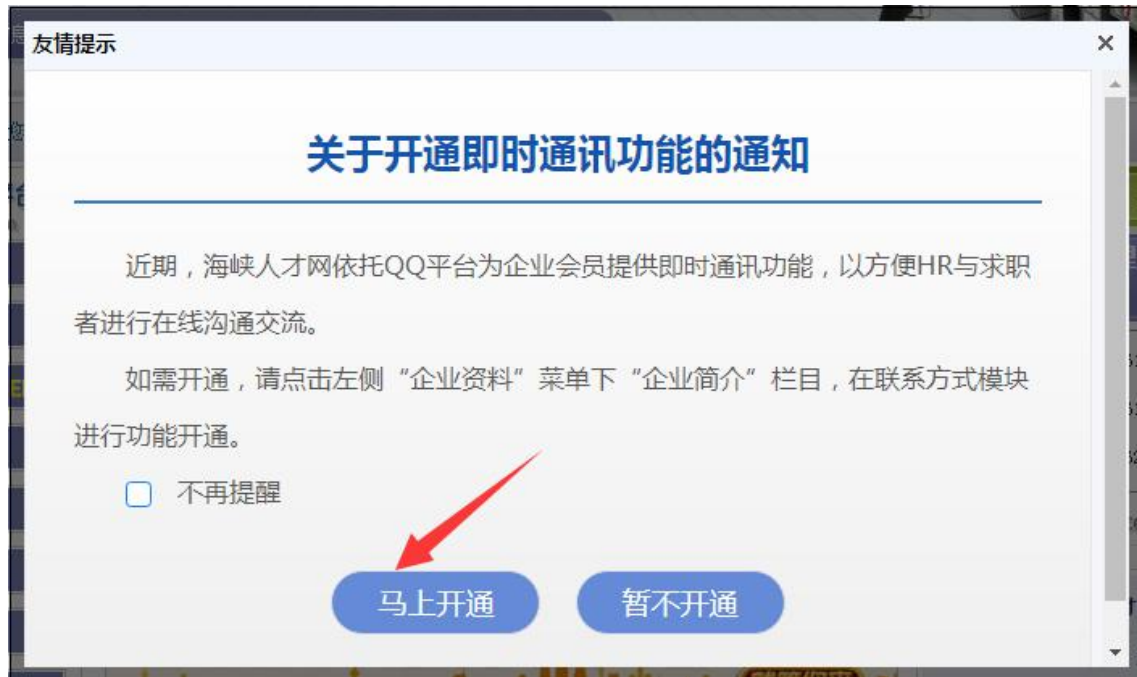 友情提示
×
关于开通即时通讯功能的通知
近期，海峡人才网依托QQ平台为企业会员提供即时通讯功能，以方便HR与求职
者进行在线沟通交流。
如需开通，请点击左侧“企业资料”菜单下“企业简介”栏目，在联系方式模块
进行功能开通。
不再提醒
马上开通 暂不开通